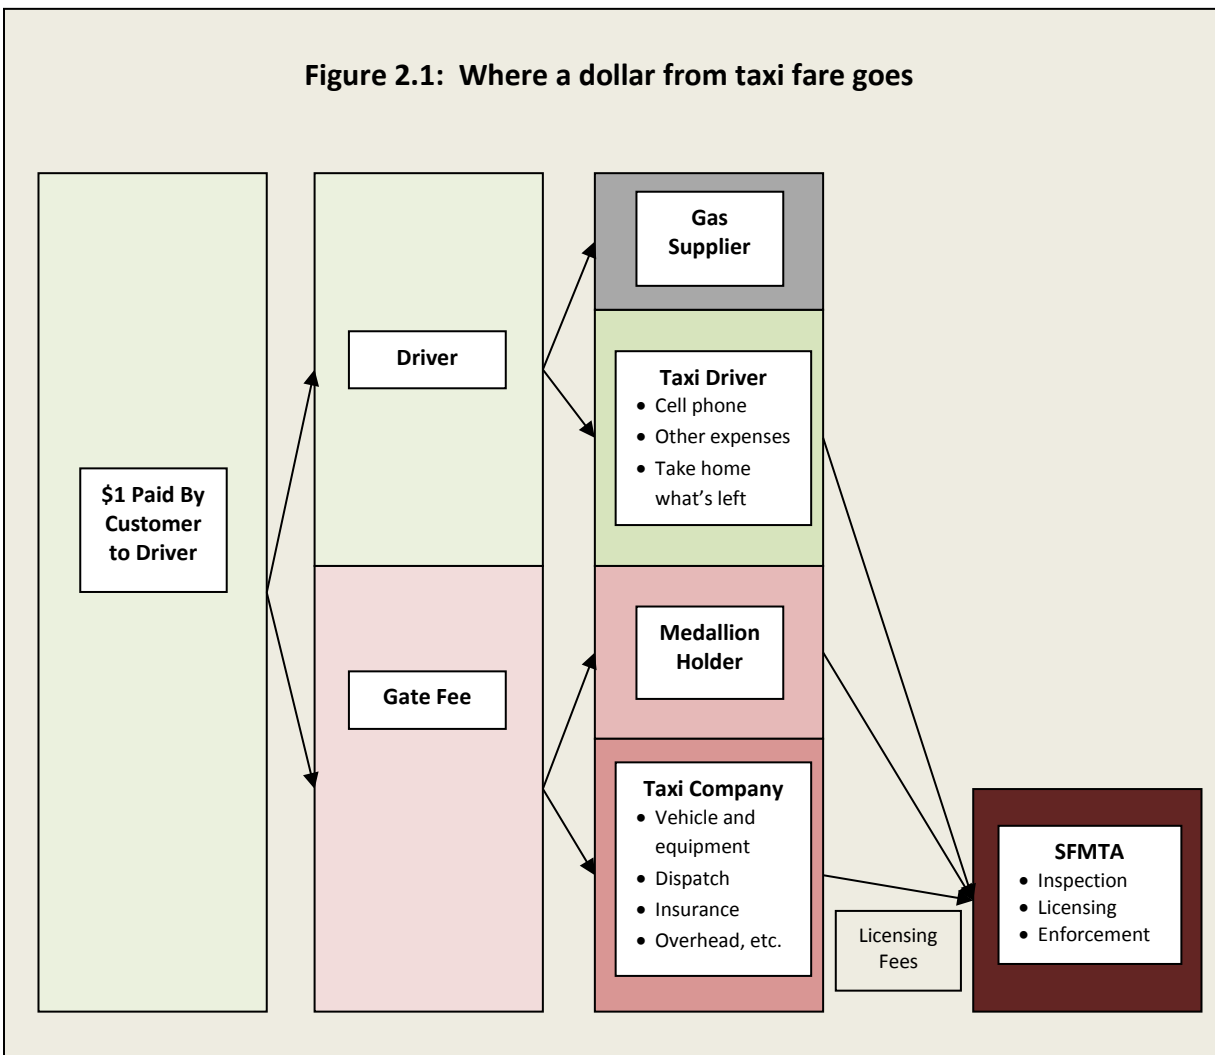 Figure 2.1:  Where a dollar from taxi fare goes
$1 Paid By
Customer
to Driver
Driver
Gate Fee
Gas
Supplier
Taxi Driver
• Cell phone
• Other expenses
• Take home
what’s left
Medallion
Holder
Taxi Company
• Vehicle and
equipment
• Dispatch
• Insurance
• Overhead, etc.
Licensing
Fees
SFMTA
• Inspection
• Licensing
• Enforcement